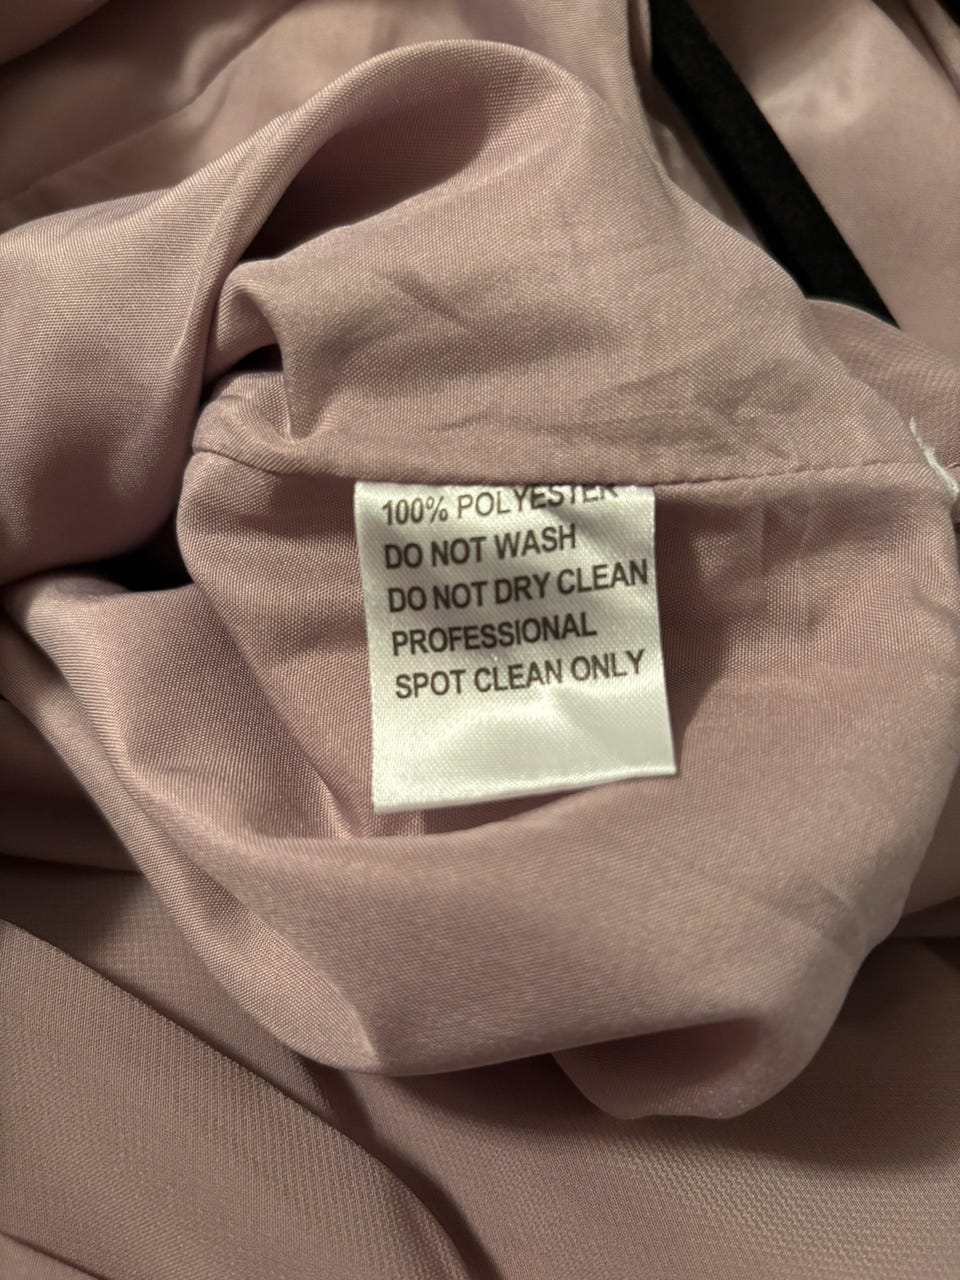 100% POLYESTER
DO NOT WASH
DO NOT DRY CLEAN
PROFESSIONAL
SPOT CLEAN ONLY